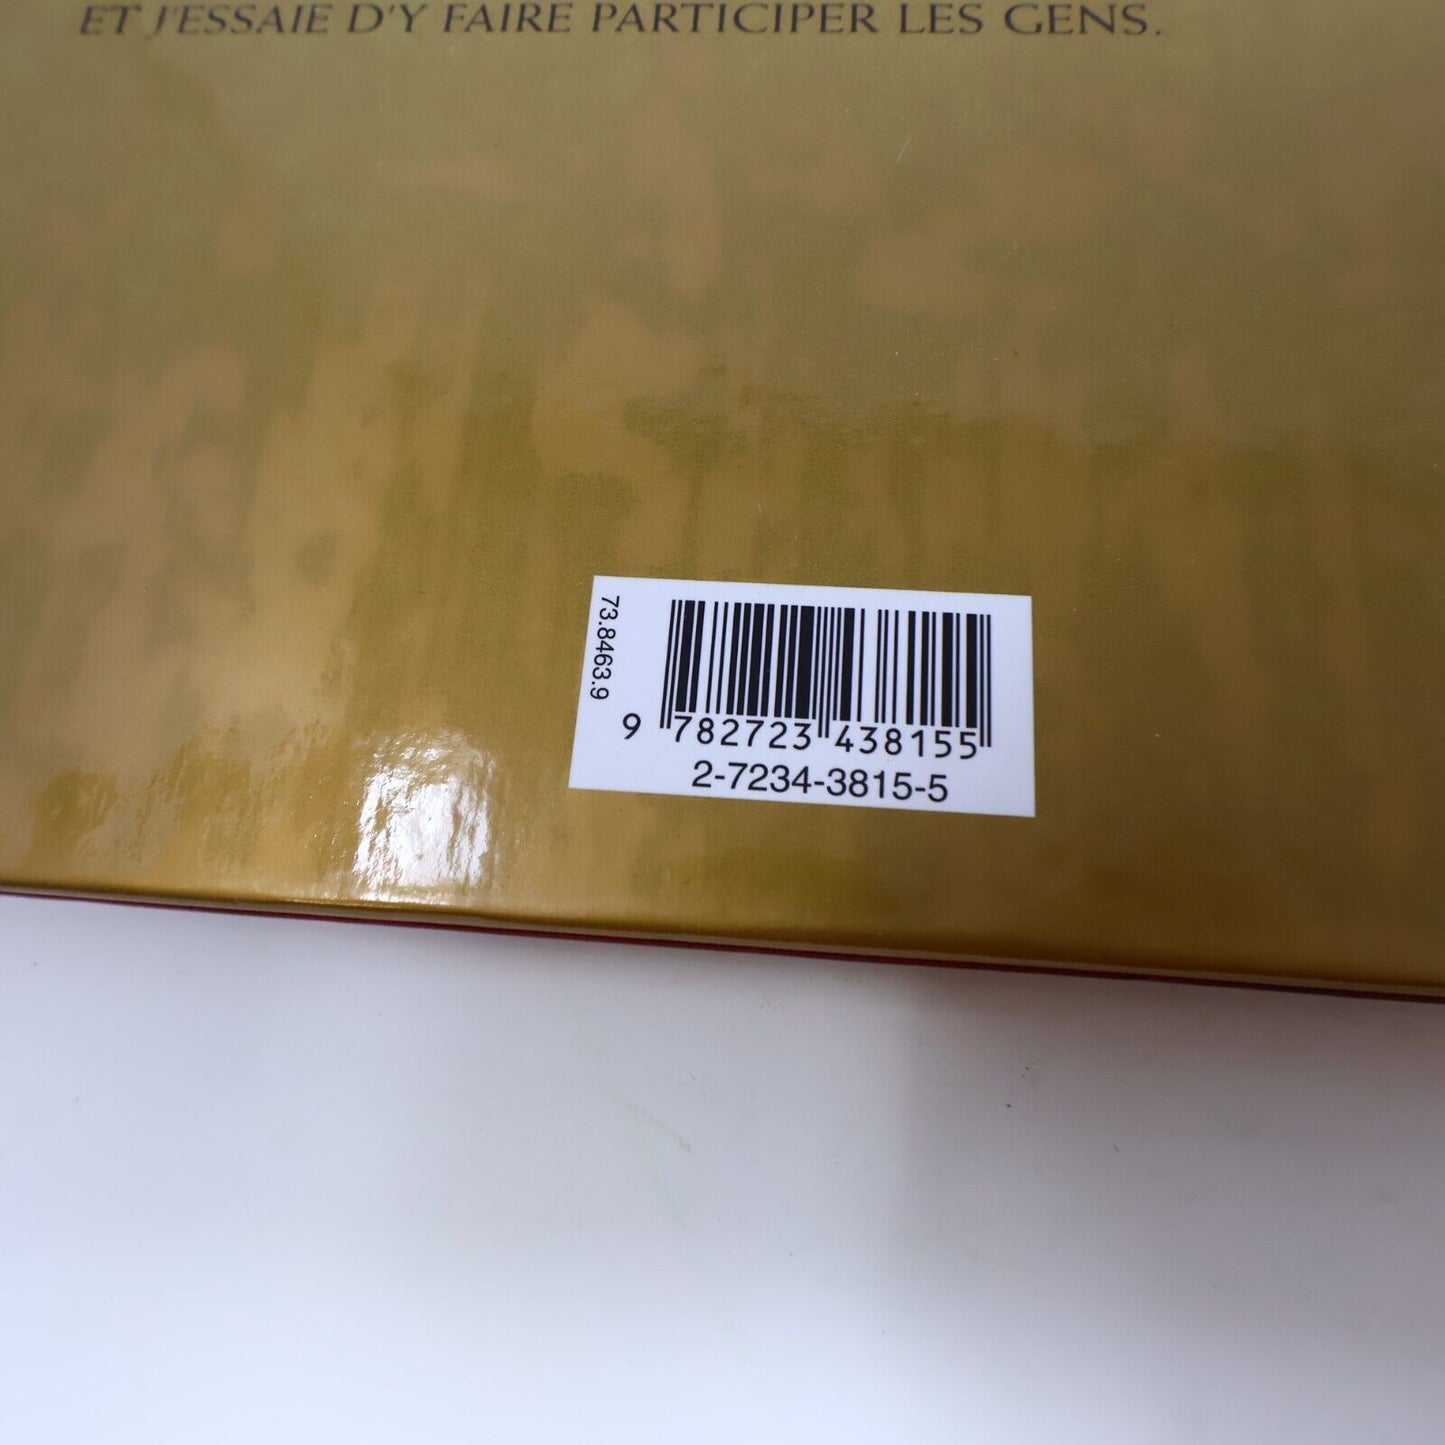 ET J'ESSAIE D'Y FAIRE PARTICIPER LES GENS.
73.8463.9
9 782723 438155
2-7234-3815-5